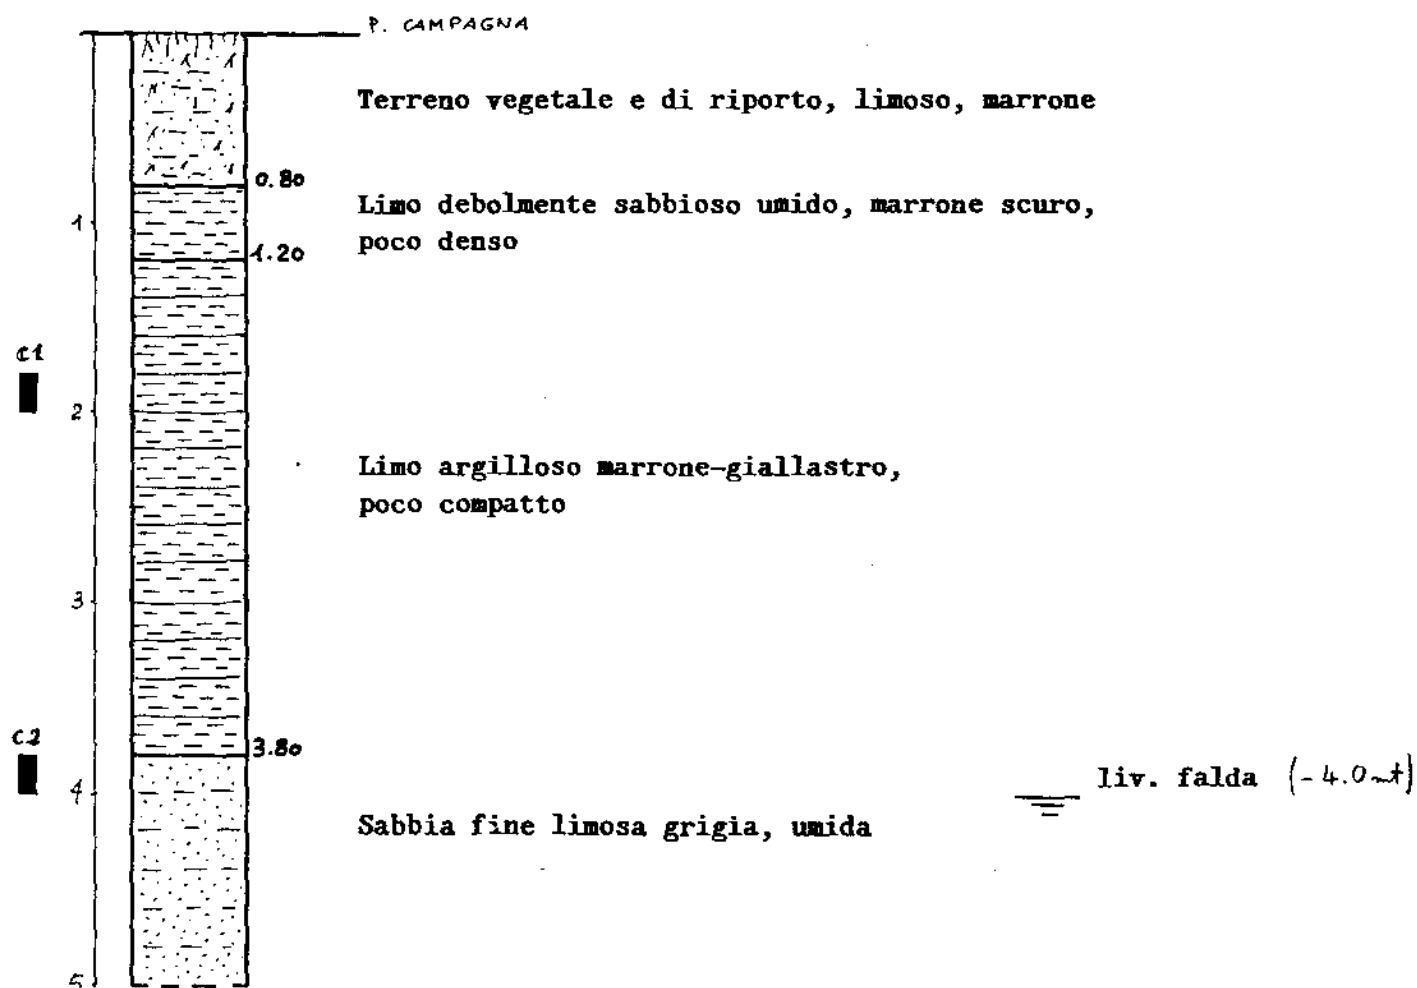 P. CAMPAGNA
Terreno vegetale e di riporto, limoso, marrone
0.80
Limo debolmente sabbioso umido, marrone scuro,
poco denso
1
1.20
C1
2
Limo argilloso marrone-giallastro,
poco compatto
3
C2
3.80
liv. falda (-4.0 mt)
4
Sabbia fine limosa grigia, umida
5